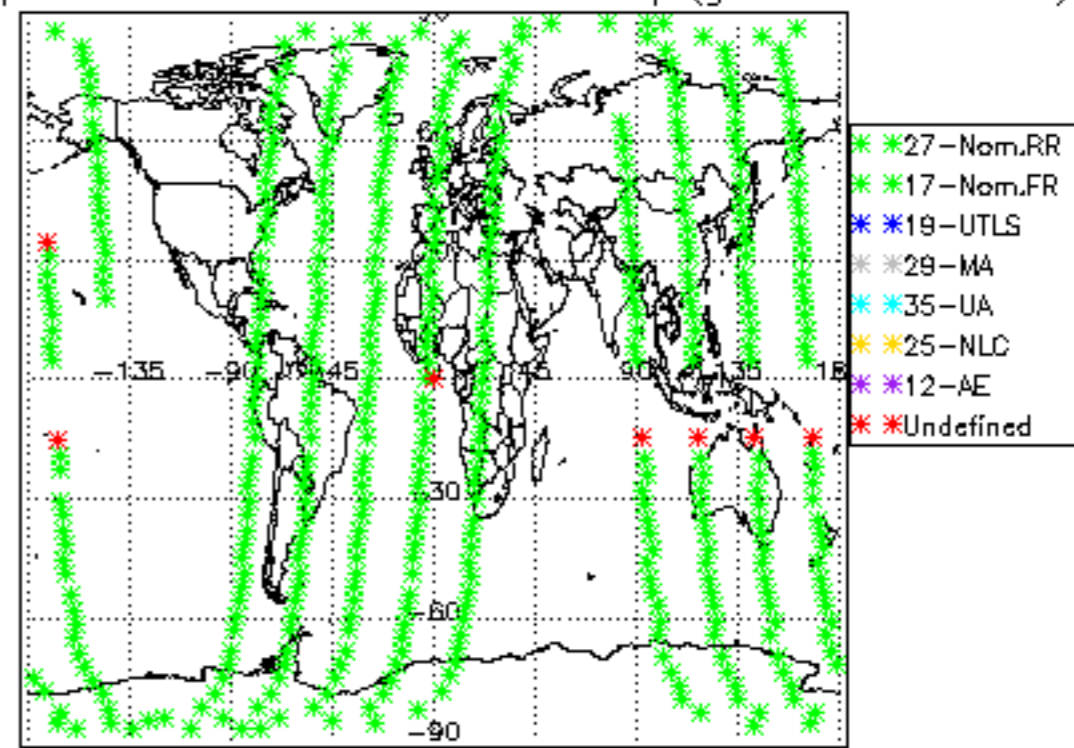 -135
-90
-45
45
90
135
-30
-60
-90
27-Nom.RR
17-Nom.FR
19-UTLS
29-MA
35-UA
25-NLC
12-AE
Undefined